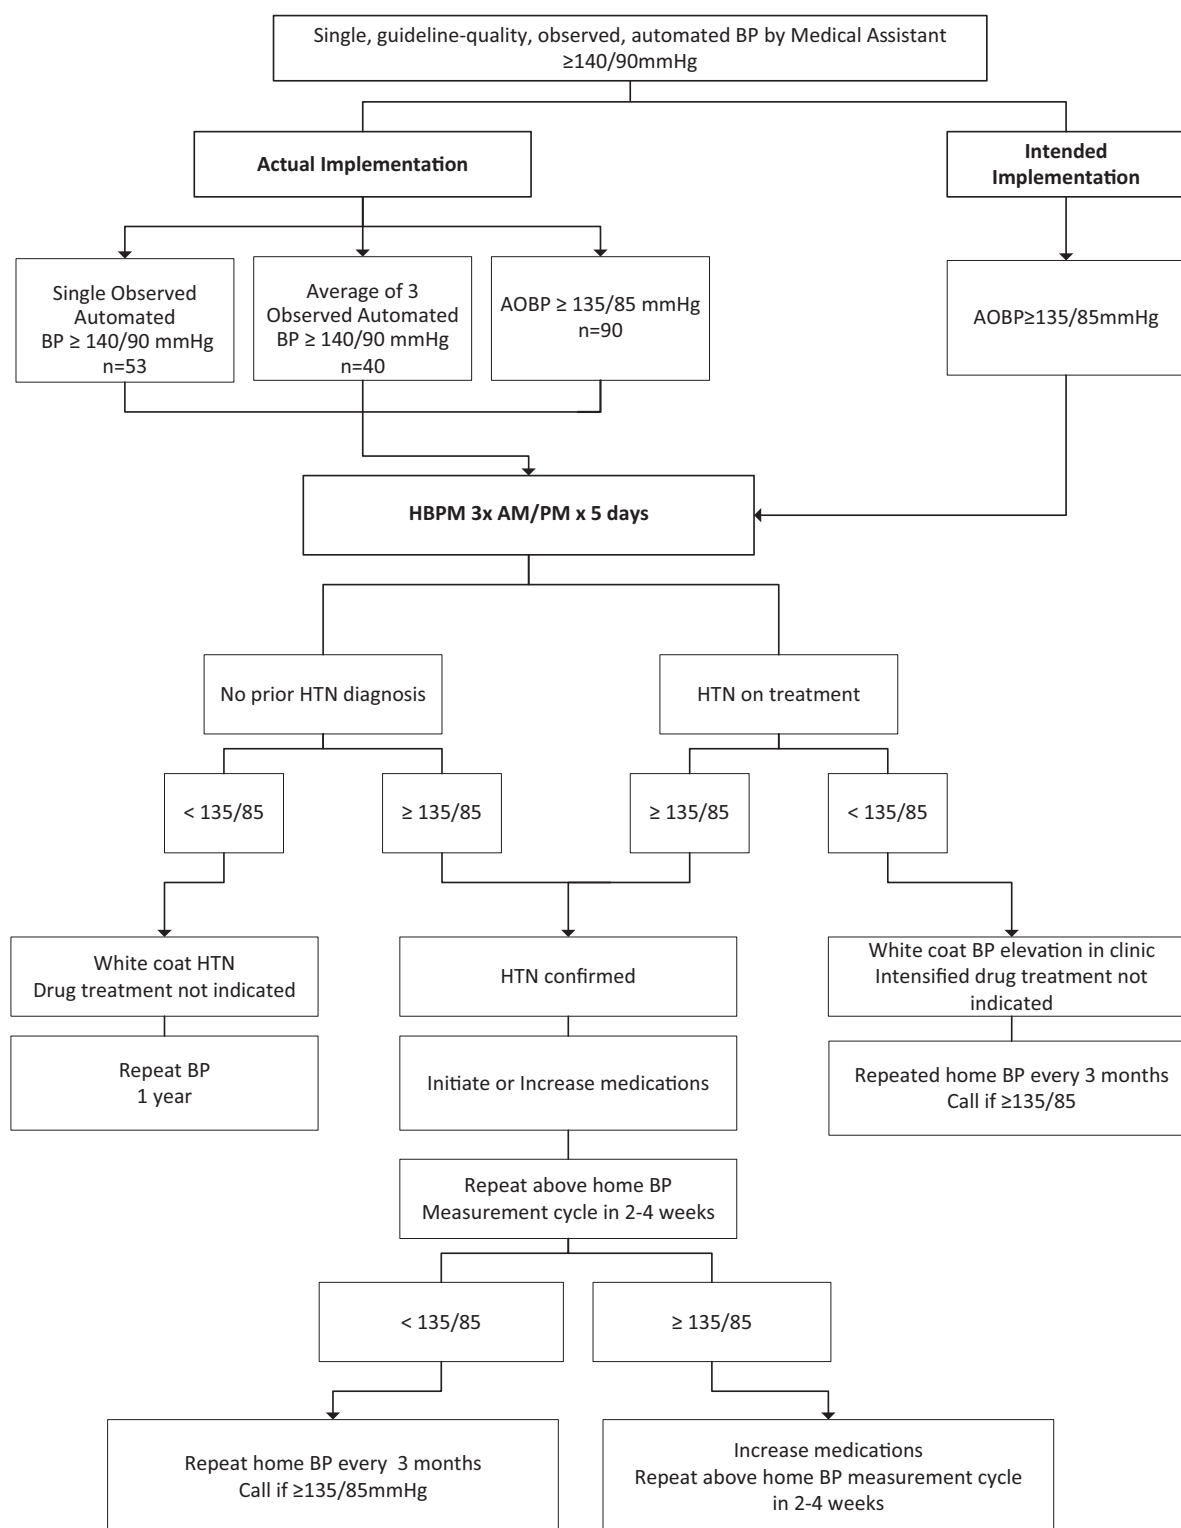 Single, guideline-quality, observed, automated BP by Medical Assistant
≥140/90mmHg
Actual Implementation
Intended
Implementation
Single Observed
Automated
BP ≥ 140/90 mmHg
n=53
Average of 3
Observed Automated
BP ≥ 140/90 mmHg
n=40
AOBP ≥ 135/85 mmHg
n=90
AOBP≥135/85mmHg
HBPM 3x AM/PM x 5 days
No prior HTN diagnosis
HTN on treatment
< 135/85
≥ 135/85
≥ 135/85
< 135/85
White coat HTN
Drug treatment not indicated
HTN confirmed
White coat BP elevation in clinic
Intensified drug treatment not
indicated
Repeat BP
1 year
Initiate or Increase medications
Repeated home BP every 3 months
Call if ≥135/85
Repeat above home BP
Measurement cycle in 2-4 weeks
< 135/85
≥ 135/85
Repeat home BP every 3 months
Call if ≥135/85mmHg
Increase medications
Repeat above home BP measurement cycle
in 2-4 weeks